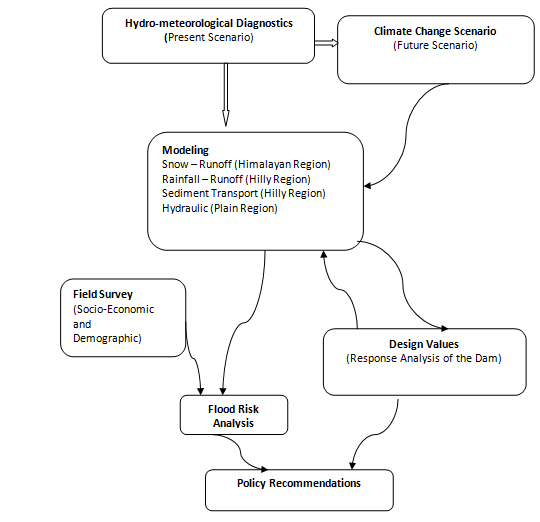 Hydro-meteorological Diagnostics
(Present Scenario)
Climate Change Scenario
(Future Scenario)
Modeling
Snow – Runoff (Himalayan Region)
Rainfall – Runoff (Hilly Region)
Sediment Transport (Hilly Region)
Hydraulic (Plain Region)
Field Survey
(Socio-Economic
and
Demographic)
Design Values
(Response Analysis of the Dam)
Flood Risk
Analysis
Policy Recommendations